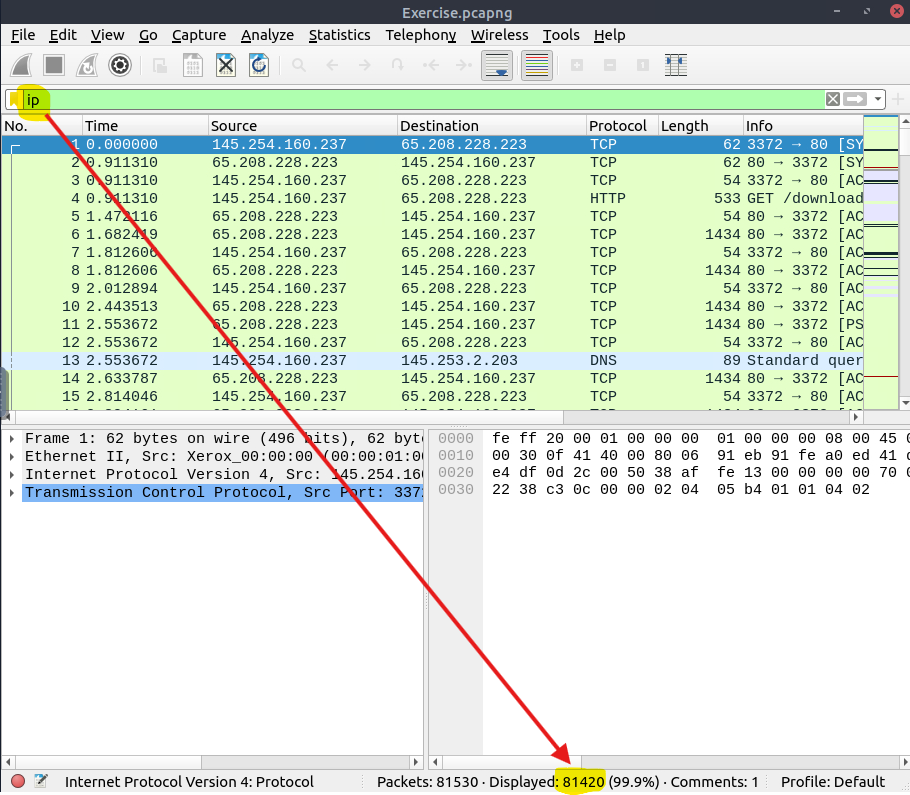 Exercise.pcapng
File Edit View Go Capture Analyze Statistics Telephony Wireless Tools Help
ip
No. Time Source Destination Protocol Length Info
1 0.000000 145.254.160.237 65.208.228.223 TCP 62 3372 → 80 [SY
2 0.911310 65.208.228.223 145.254.160.237 TCP 62 80 → 3372 [SY
3 0.911310 145.254.160.237 65.208.228.223 TCP 54 3372 → 80 [AC
4 0.911310 145.254.160.237 65.208.228.223 HTTP 533 GET /download
5 1.472116 65.208.228.223 145.254.160.237 TCP 54 80 → 3372 [AC
6 1.682419 65.208.228.223 145.254.160.237 TCP 1434 80 → 3372 [AC
7 1.812606 145.254.160.237 65.208.228.223 TCP 54 3372 → 80 [AC
8 1.812606 65.208.228.223 145.254.160.237 TCP 1434 80 → 3372 [AC
9 2.012894 145.254.160.237 65.208.228.223 TCP 54 3372 → 80 [AC
10 2.443513 65.208.228.223 145.254.160.237 TCP 1434 80 → 3372 [AC
11 2.553672 65.208.228.223 145.254.160.237 TCP 1434 80 → 3372 [PS
12 2.553672 145.254.160.237 65.208.228.223 TCP 54 3372 → 80 [AC
13 2.553672 145.254.160.237 145.253.2.203 DNS 89 Standard quer
14 2.633787 65.208.228.223 145.254.160.237 TCP 1434 80 → 3372 [AC
15 2.814046 145.254.160.237 65.208.228.223 TCP 54 3372 → 80 [AC
Frame 1: 62 bytes on wire (496 bits), 62 byt
Ethernet II, Src: Xerox_00:00:00 (00:00:01:0
Internet Protocol Version 4, Src: 145.254.16
Transmission Control Protocol, Src Port: 337
0000 fe ff 20 00 01 00 00 00 01 00 00 00 08 00 45 0
0010 00 30 0f 41 40 00 80 06 91 eb 91 fe a0 ed 41 d
0020 e4 df 0d 2c 00 50 38 af fe 13 00 00 00 00 70 0
0030 22 38 c3 0c 00 00 02 04 05 b4 01 01 04 02
Internet Protocol Version 4: Protocol Packets: 81530 · Displayed: 81420 (99.9%) · Comments: 1 Profile: Default